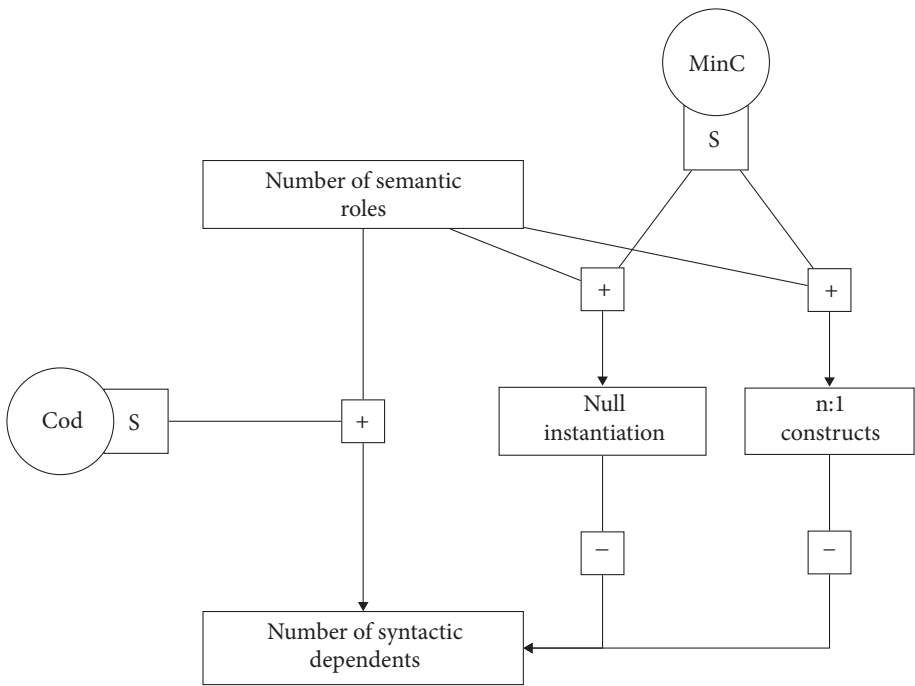 MinC
S
Number of semantic
roles
+
+
Cod
S
+
Null
instantiation
n:1
constructs
−
−
Number of syntactic
dependents